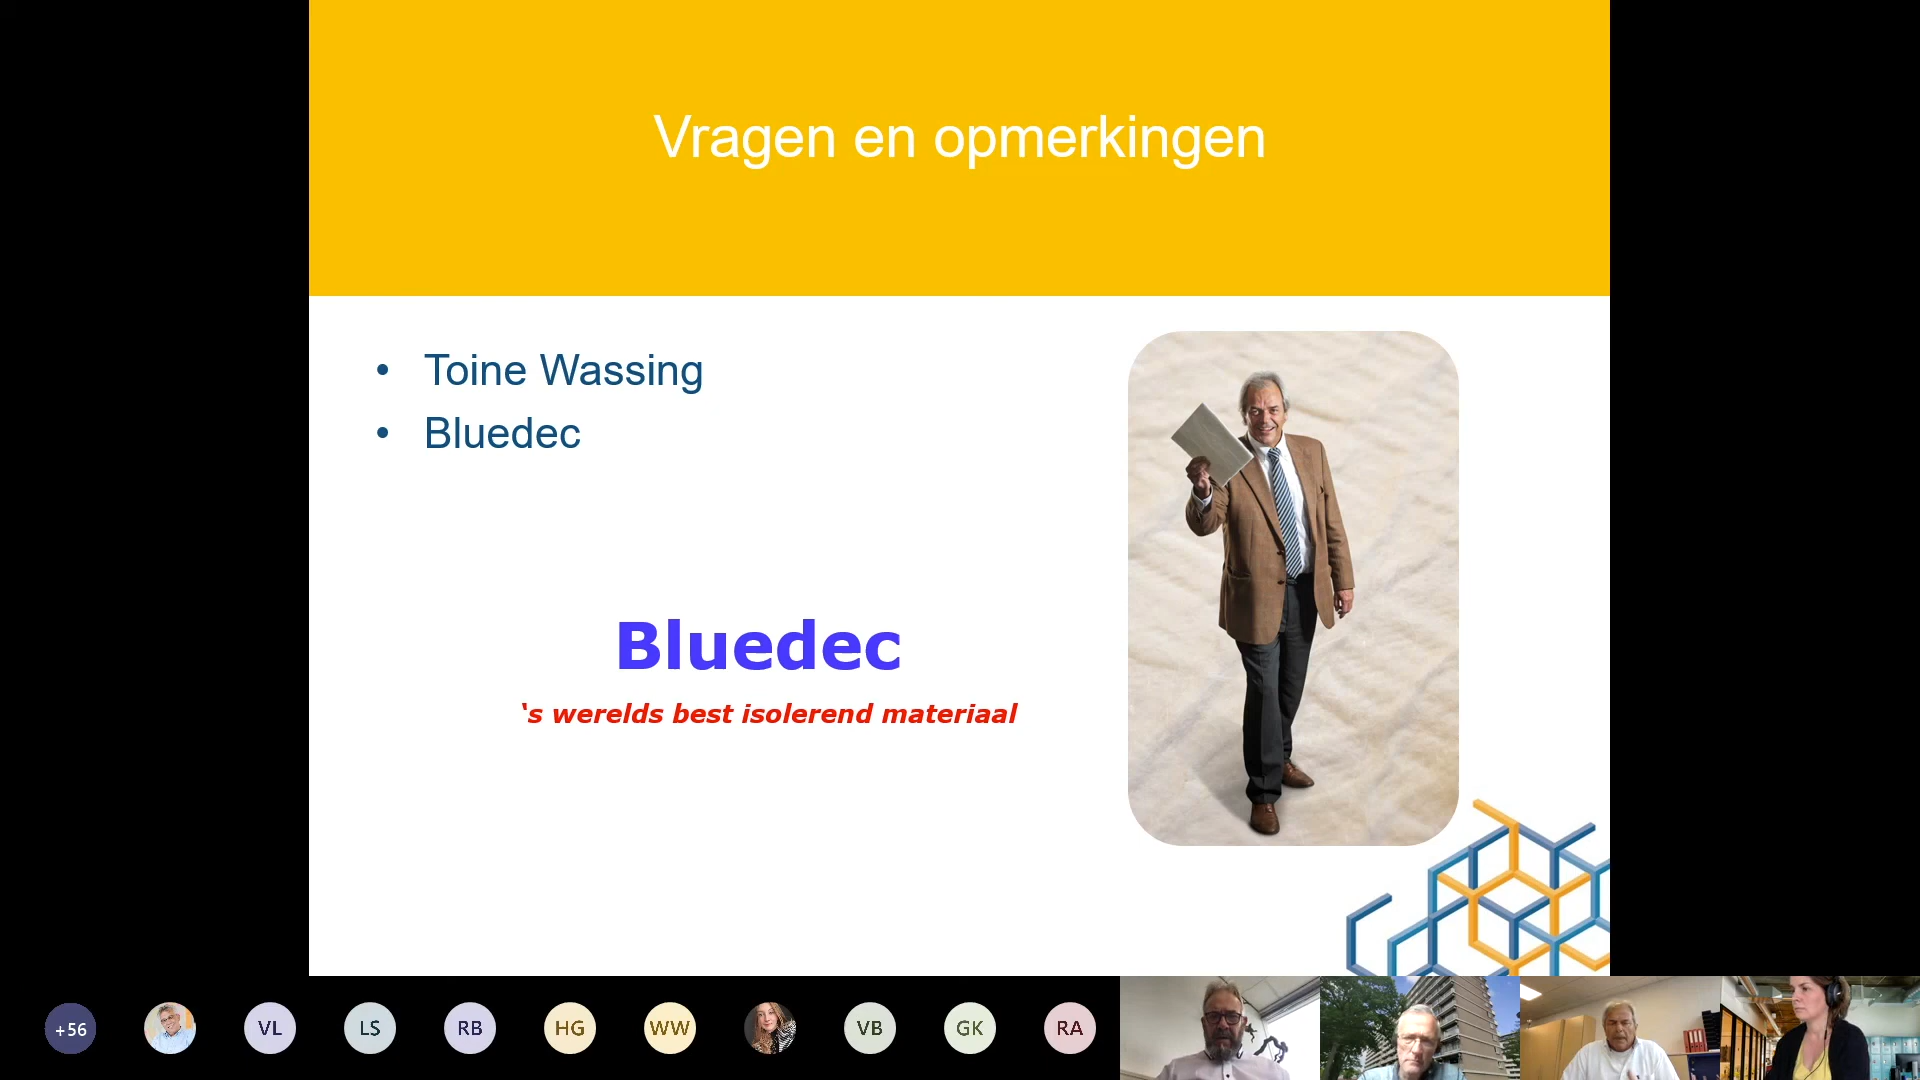 Vragen en opmerkingen
• Toine Wassing
• Bluedec
Bluedec
‘s werelds best isolerend materiaal
+56
VL
LS
RB
HG
WW
VB
GK
RA